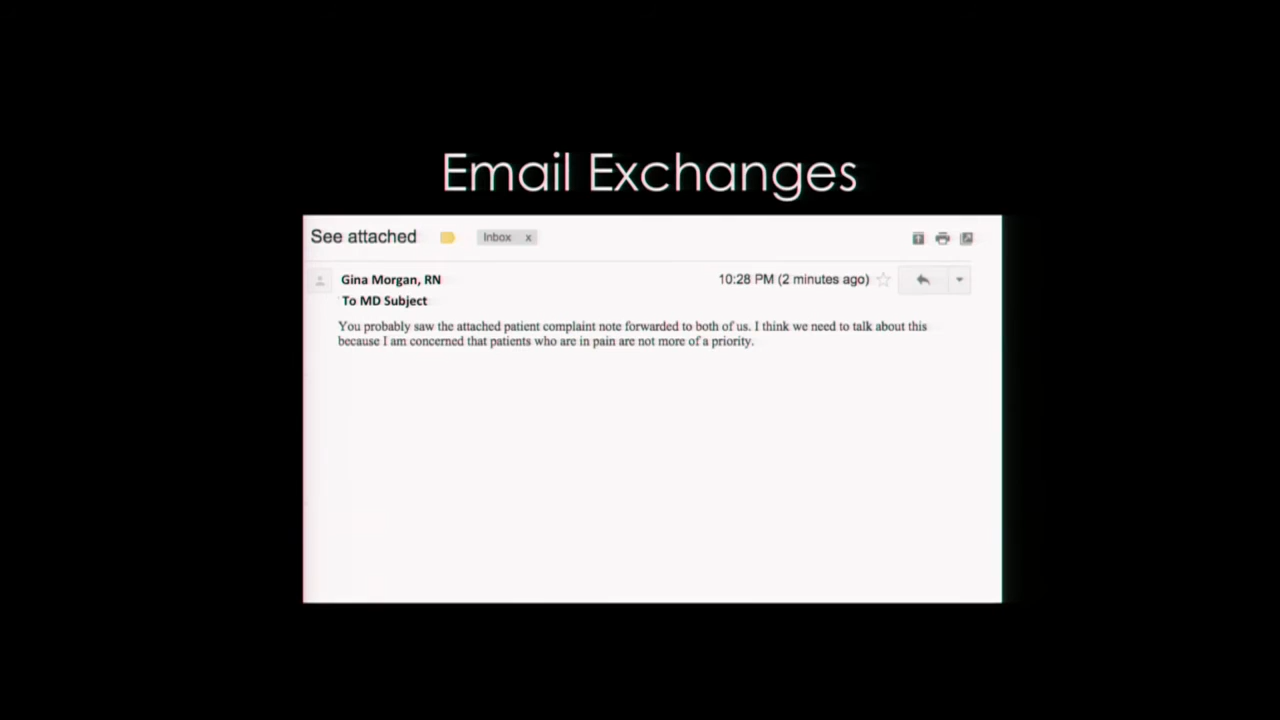 Email Exchanges
See attached
Inbox x
Gina Morgan, RN
10:28 PM (2 minutes ago)
To MD Subject
You probably saw the attached patient complaint note forwarded to both of us. I think we need to talk about this
because I am concerned that patients who are in pain are not more of a priority.